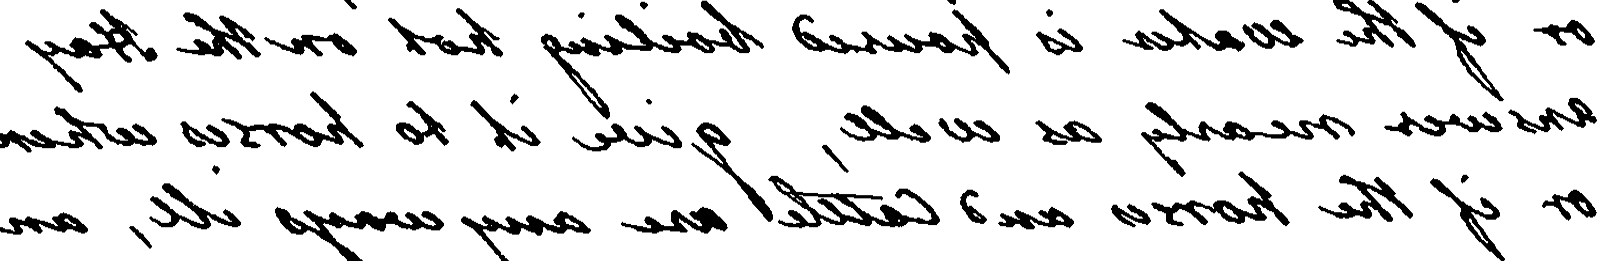 or if the water is poured boiling hot on the Hay
answer nearly as well, give it to horses when
or if the horses and Cattle are any ways ill, an